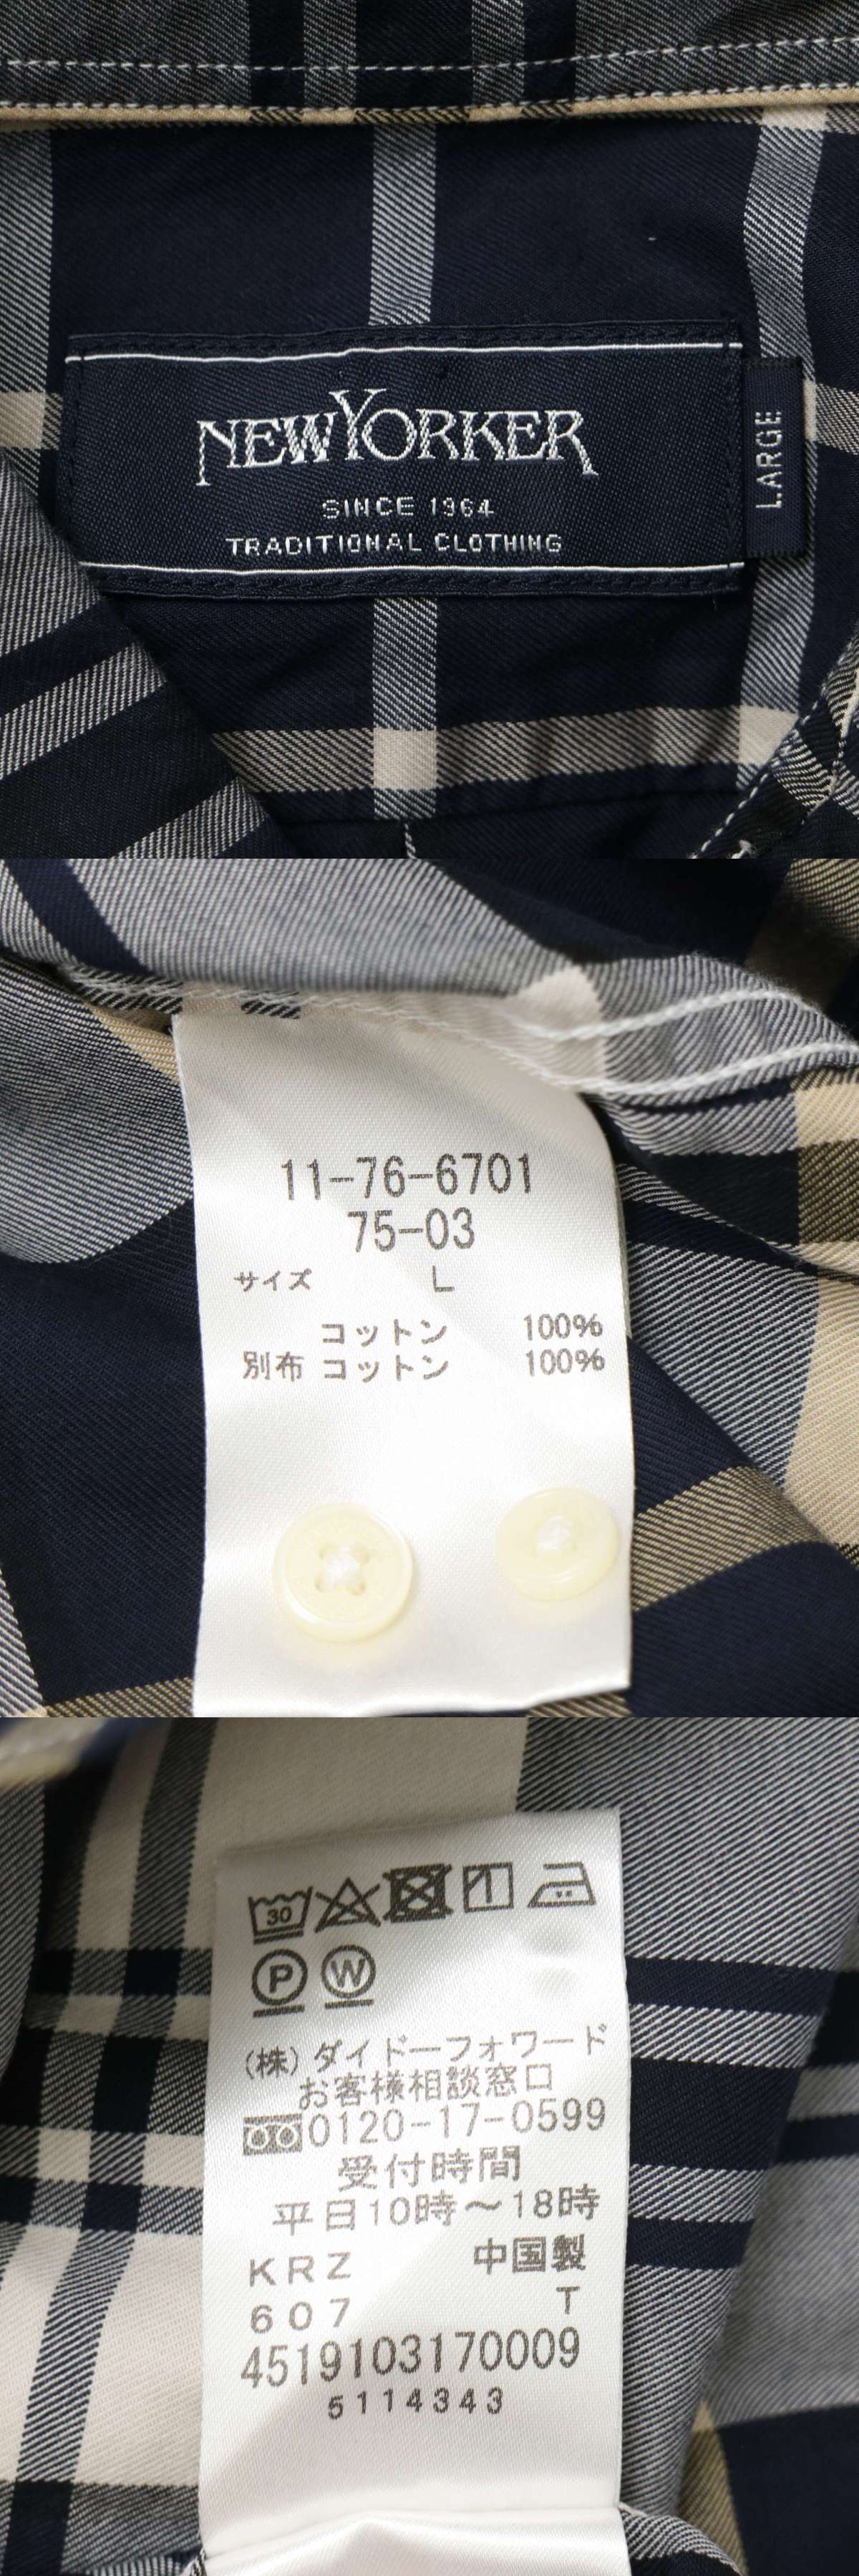 NEWYORKER
SINCE 1964
TRADITIONAL CLOTHING
LARGE
11-76-6701
75-03
サイズ L
コットン 100%
別布 コットン 100%
30
P W
(株)ダイドーフォワード
お客様相談窓口
0120-17-0599
受付時間
平日10時～18時
KRZ 中国製
607 T
4519103170009
5114343